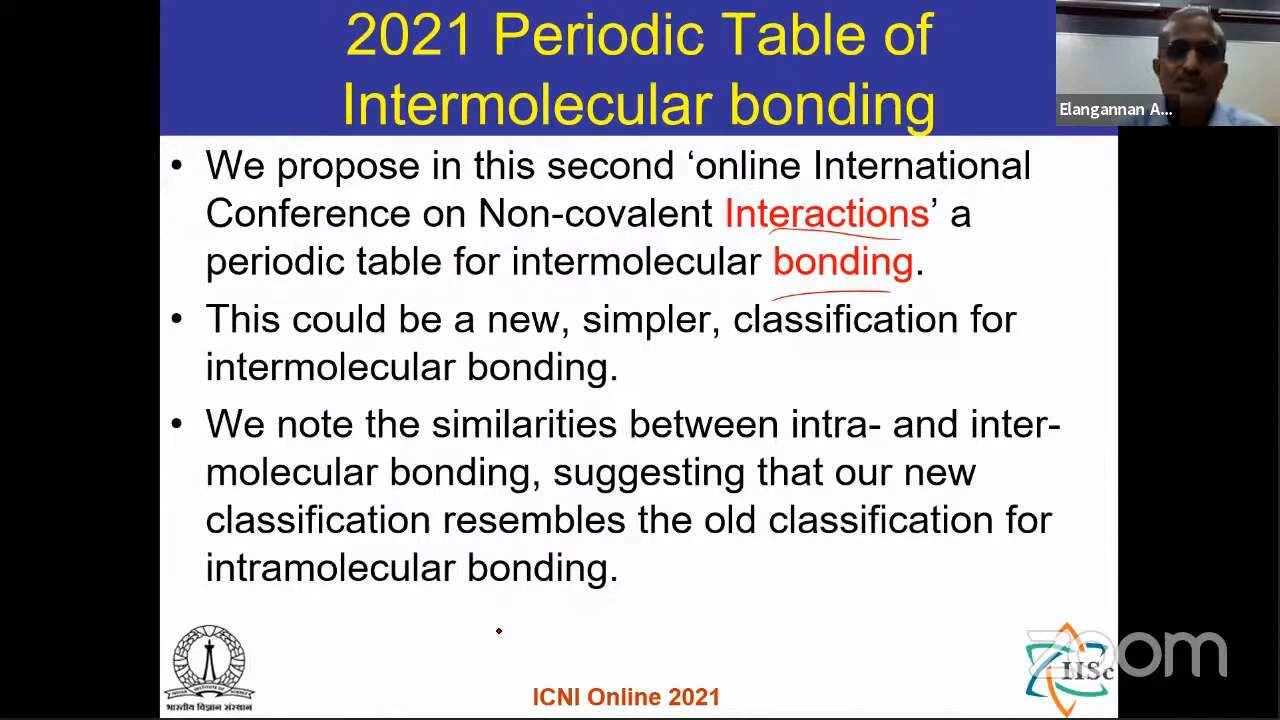 2021 Periodic Table of
Intermolecular bonding
Elangannan A...
• We propose in this second ‘online International
Conference on Non-covalent Interactions’ a
periodic table for intermolecular bonding.
• This could be a new, simpler, classification for
intermolecular bonding.
• We note the similarities between intra- and inter-
molecular bonding, suggesting that our new
classification resembles the old classification for
intramolecular bonding.
भारतीय विज्ञान संस्थान
ICNI Online 2021
IISc
zoom